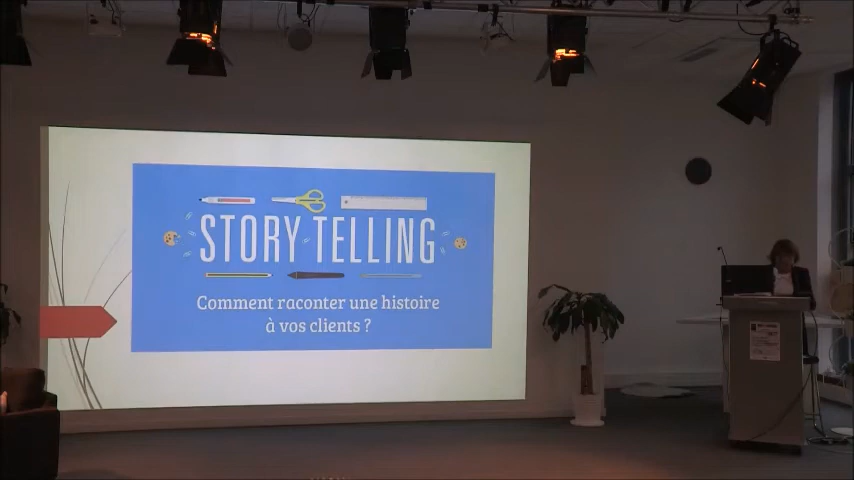 STORY TELLING
Comment raconter une histoire
à vos clients ?